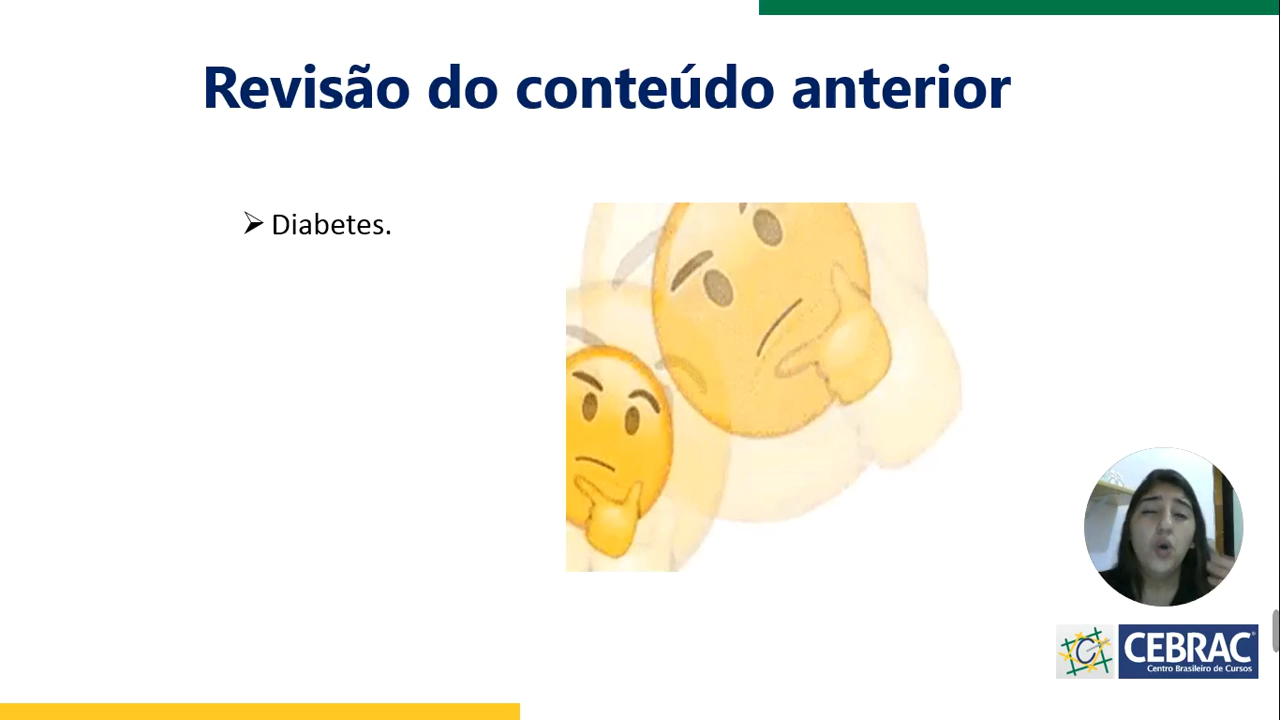 Revisão do conteúdo anterior
➢ Diabetes.
CEBRAC®
Centro Brasileiro de Cursos